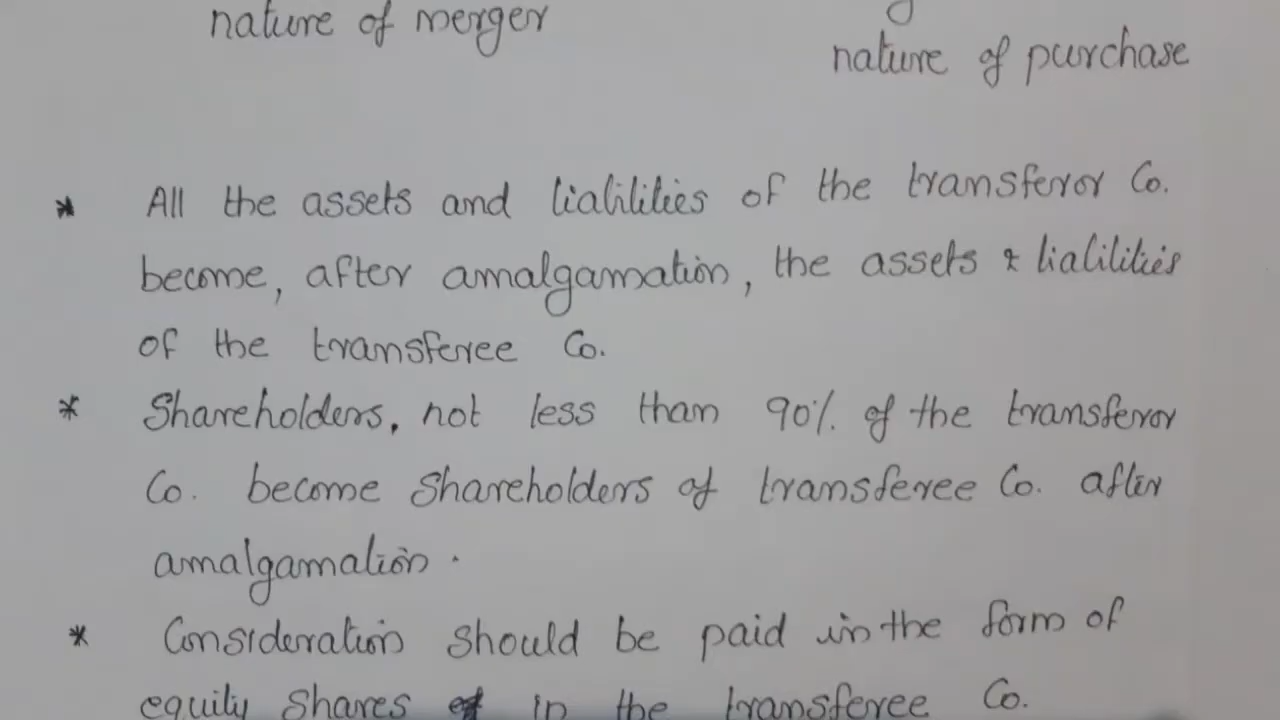 nature of merger
nature of purchase
* All the assets and liabilities of the transferor Co.
become, after amalgamation, the assets & liabilities
of the transferee Co.
* Shareholders, not less than 90% of the transferor
Co. become shareholders of transferee Co. after
amalgamation.
* Consideration should be paid in the form of
equity shares in the transferee Co.